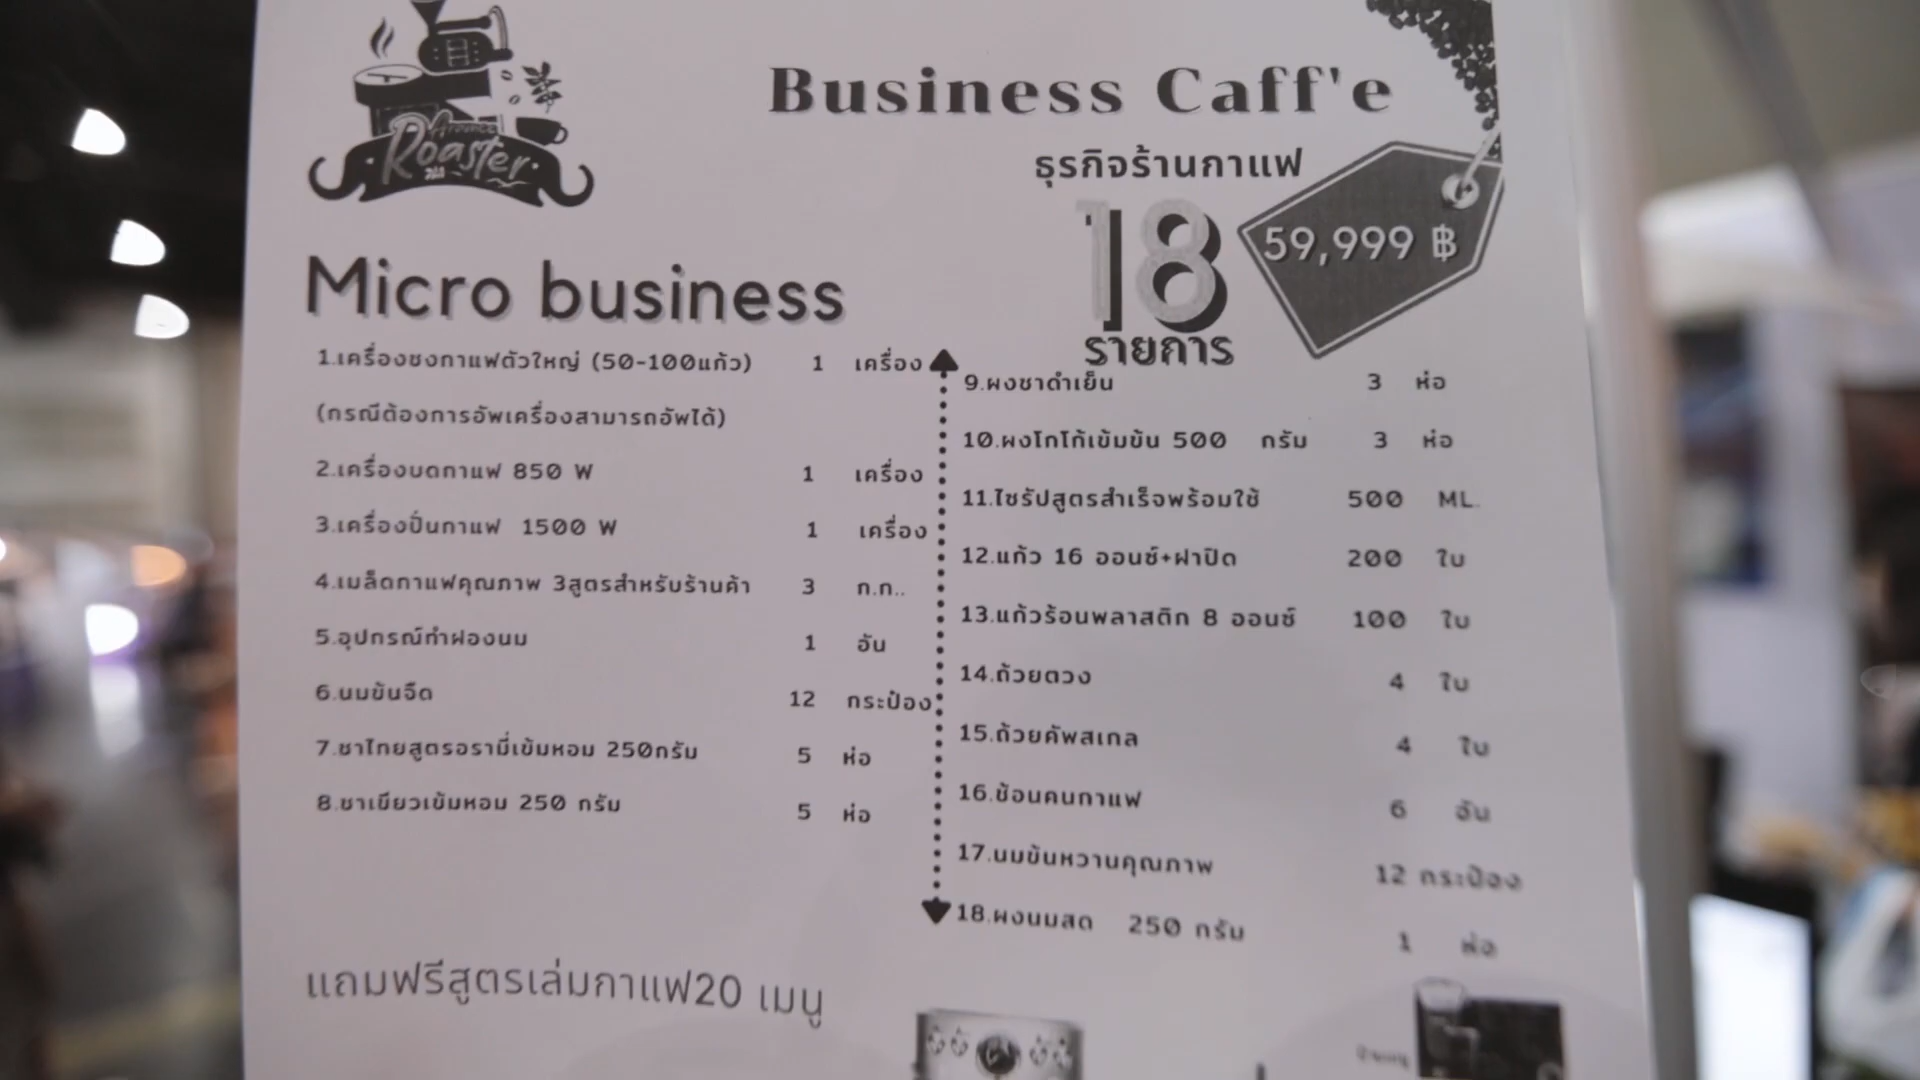 Aroymee
Roaster
Business Caff'e
ธุรกิจร้านกาแฟ
18
รายการ
59,999 ฿
Micro business
1.เครื่องชงกาแฟตัวใหญ่ (50-100แก้ว) 1 เครื่อง
(กรณีต้องการอัพเครื่องสามารถอัพได้)
2.เครื่องบดกาแฟ 850 W 1 เครื่อง
3.เครื่องปั่นกาแฟ 1500 W 1 เครื่อง
4.เมล็ดกาแฟคุณภาพ 3สูตรสำหรับร้านค้า 3 ก.ก..
5.อุปกรณ์ทำฟองนม 1 อัน
6.นมข้นจืด 12 กระป๋อง
7.ชาไทยสูตรอรามี่เข้มหอม 250กรัม 5 ห่อ
8.ชาเขียวเข้มหอม 250 กรัม 5 ห่อ
9.ผงชาดำเย็น 3 ห่อ
10.ผงโกโก้เข้มข้น 500 กรัม 3 ห่อ
11.ไซรัปสูตรสำเร็จพร้อมใช้ 500 ML.
12.แก้ว 16 ออนซ์+ฝาปิด 200 ใบ
13.แก้วร้อนพลาสติก 8 ออนซ์ 100 ใบ
14.ถ้วยตวง 4 ใบ
15.ถ้วยคัพสเกล 4 ใบ
16.ช้อนคนกาแฟ 6 อัน
17.นมข้นหวานคุณภาพ 12 กระป๋อง
18.ผงนมสด 250 กรัม 1 ห่อ
แถมฟรีสูตรเล่มกาแฟ20 เมนู